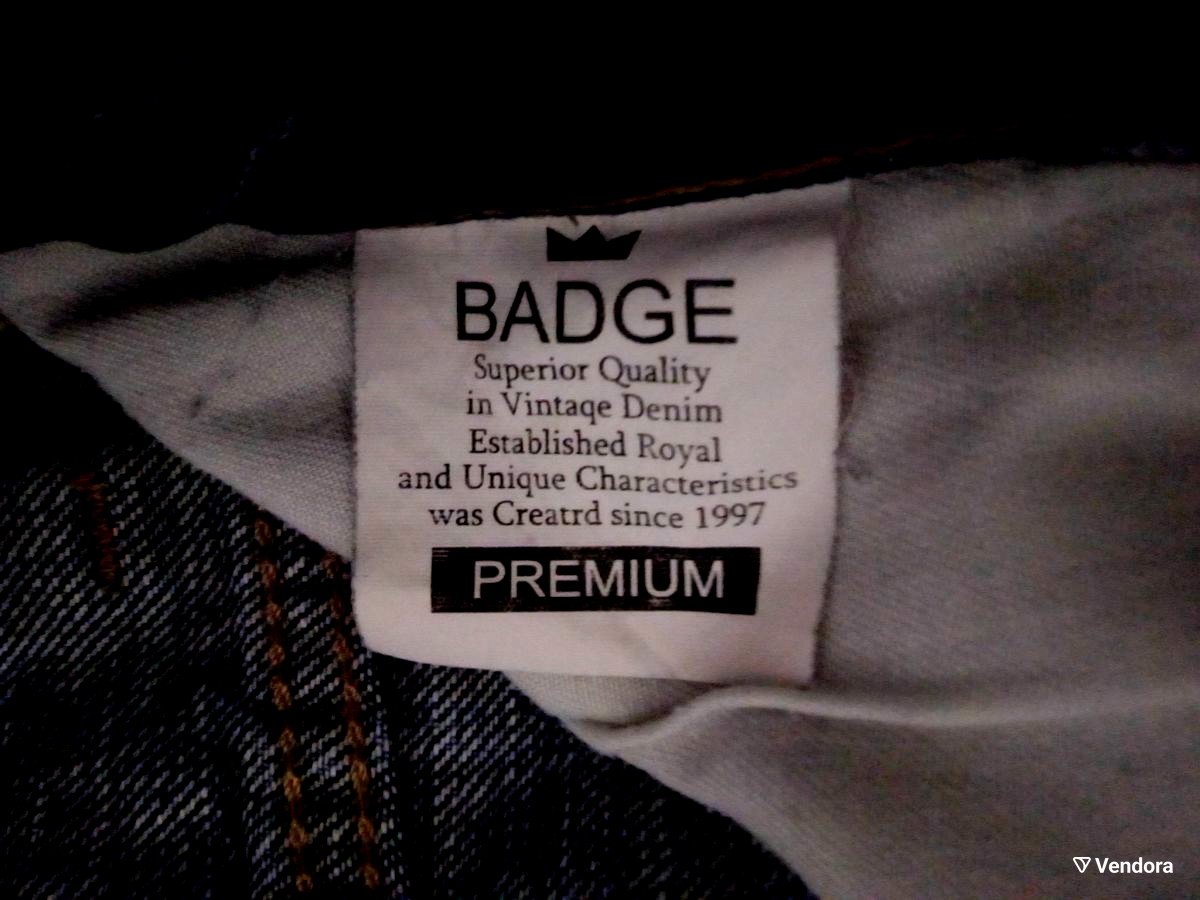 BADGE
Superior Quality
in Vintaqe Denim
Established Royal
and Unique Characteristics
was Creatrd since 1997
PREMIUM
Vendora